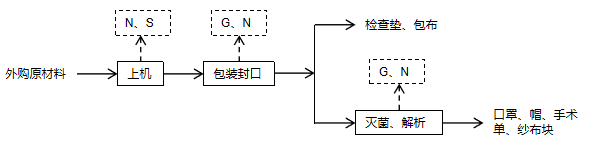 N、S
G、N
检查垫、包布
外购原材料
上机
包装封口
G、N
灭菌、解析
口罩、帽、手术
单、纱布块